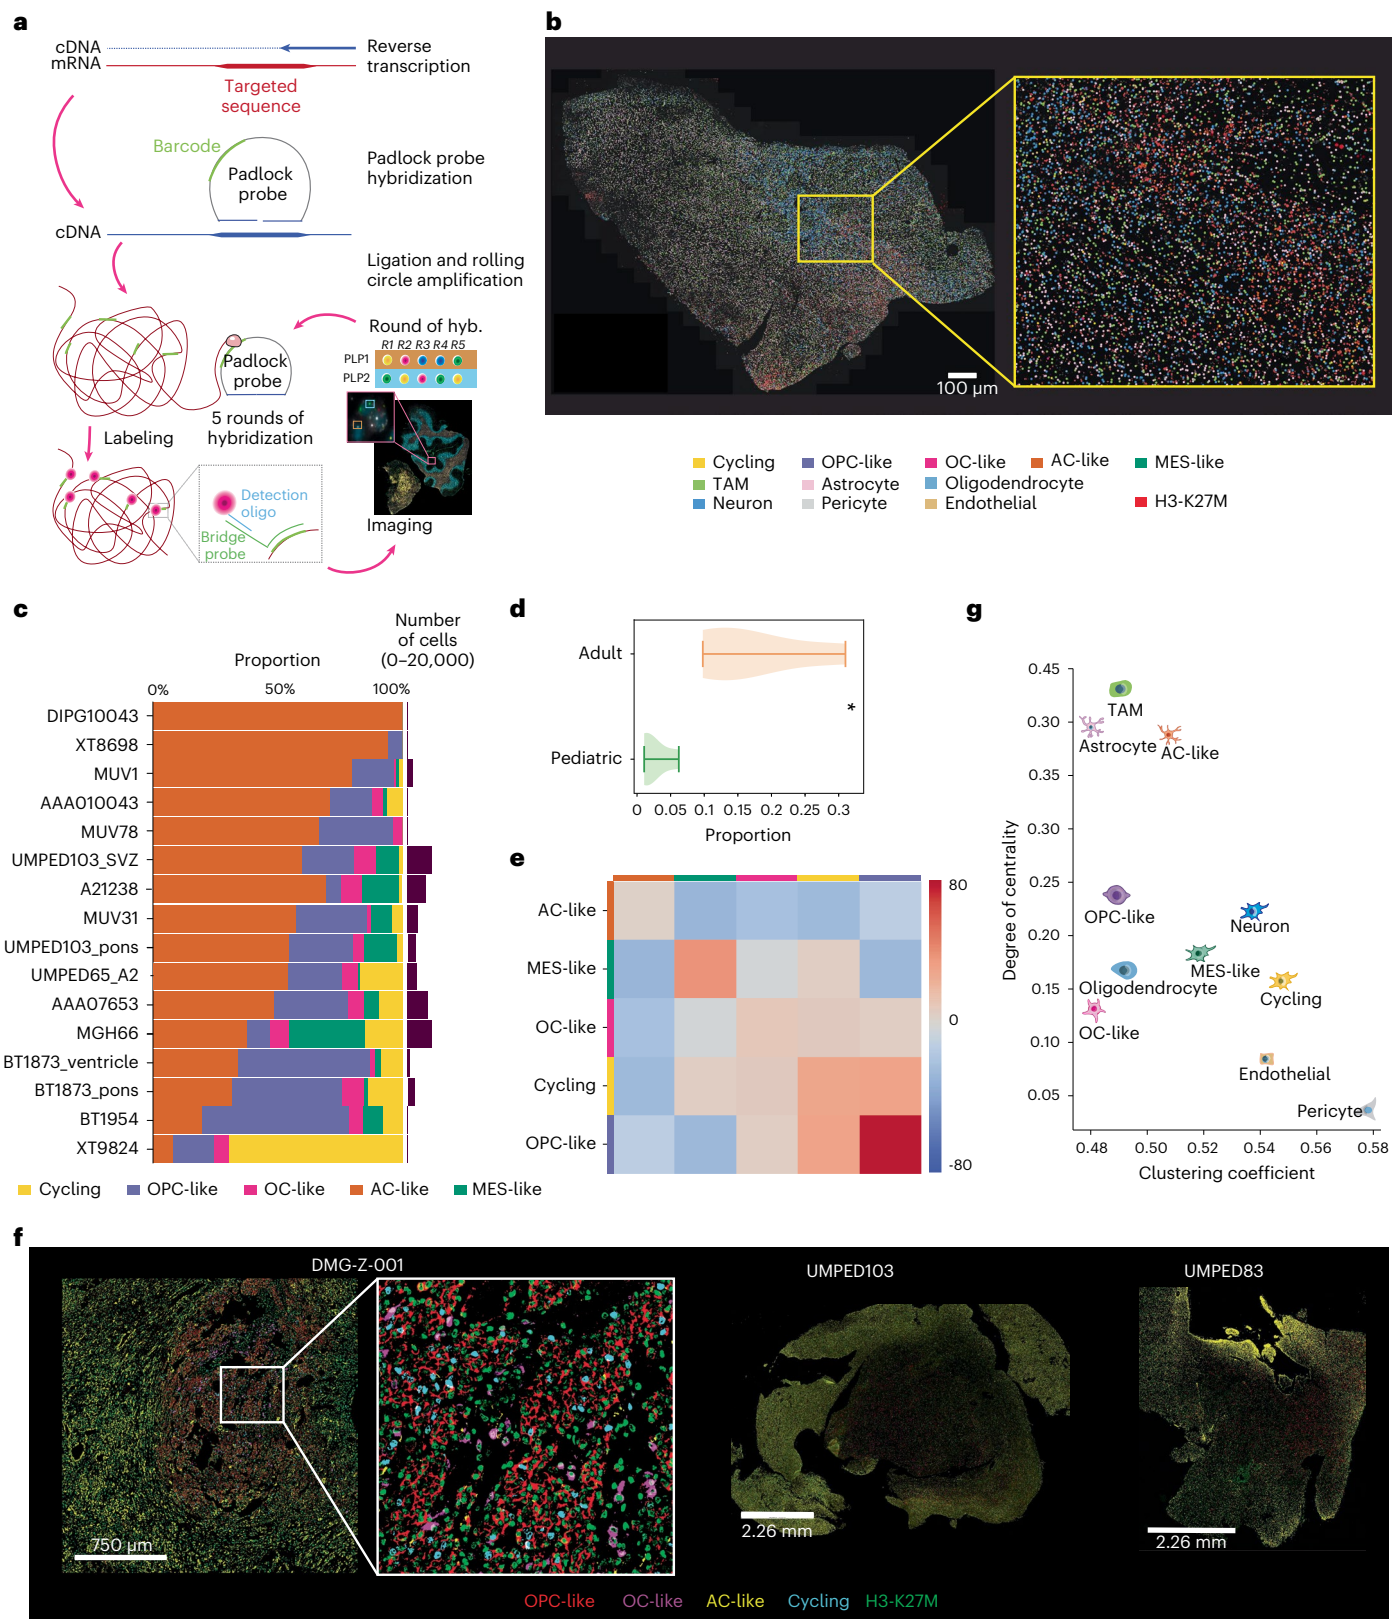 a
cDNA
mRNA
Reverse
transcription
Targeted
sequence
Barcode
Padlock
probe
Padlock probe
hybridization
cDNA
Ligation and rolling
circle amplification
Round of hyb.
R1 R2 R3 R4 R5
PLP1
PLP2
Padlock
probe
5 rounds of
hybridization
Labeling
Detection
oligo
Bridge
probe
Imaging
b
100 µm
Cycling
OPC-like
OC-like
AC-like
MES-like
TAM
Astrocyte
Oligodendrocyte
Neuron
Pericyte
Endothelial
H3-K27M
c
Number
of cells
(0–20,000)
Proportion
0% 50% 100%
DIPG10043
XT8698
MUV1
AAA010043
MUV78
UMPED103_SVZ
A21238
MUV31
UMPED103_pons
UMPED65_A2
AAA07653
MGH66
BT1873_ventricle
BT1873_pons
BT1954
XT9824
Cycling OPC-like OC-like AC-like MES-like
d
Adult
*
Pediatric
0 0.05 0.1 0.15 0.2 0.25 0.3
Proportion
e
AC-like
MES-like
OC-like
Cycling
OPC-like
80
0
-80
g
0.45
0.30
0.35
0.30
0.25
0.20
0.15
0.10
0.05
Degree of centrality
TAM
Astrocyte
AC-like
OPC-like
Neuron
MES-like
Oligodendrocyte
Cycling
OC-like
Endothelial
Pericyte
0.48 0.50 0.52 0.54 0.56 0.58
Clustering coefficient
f
DMG-Z-001
UMPED103
UMPED83
750 µm
2.26 mm
2.26 mm
OPC-like OC-like AC-like Cycling H3-K27M